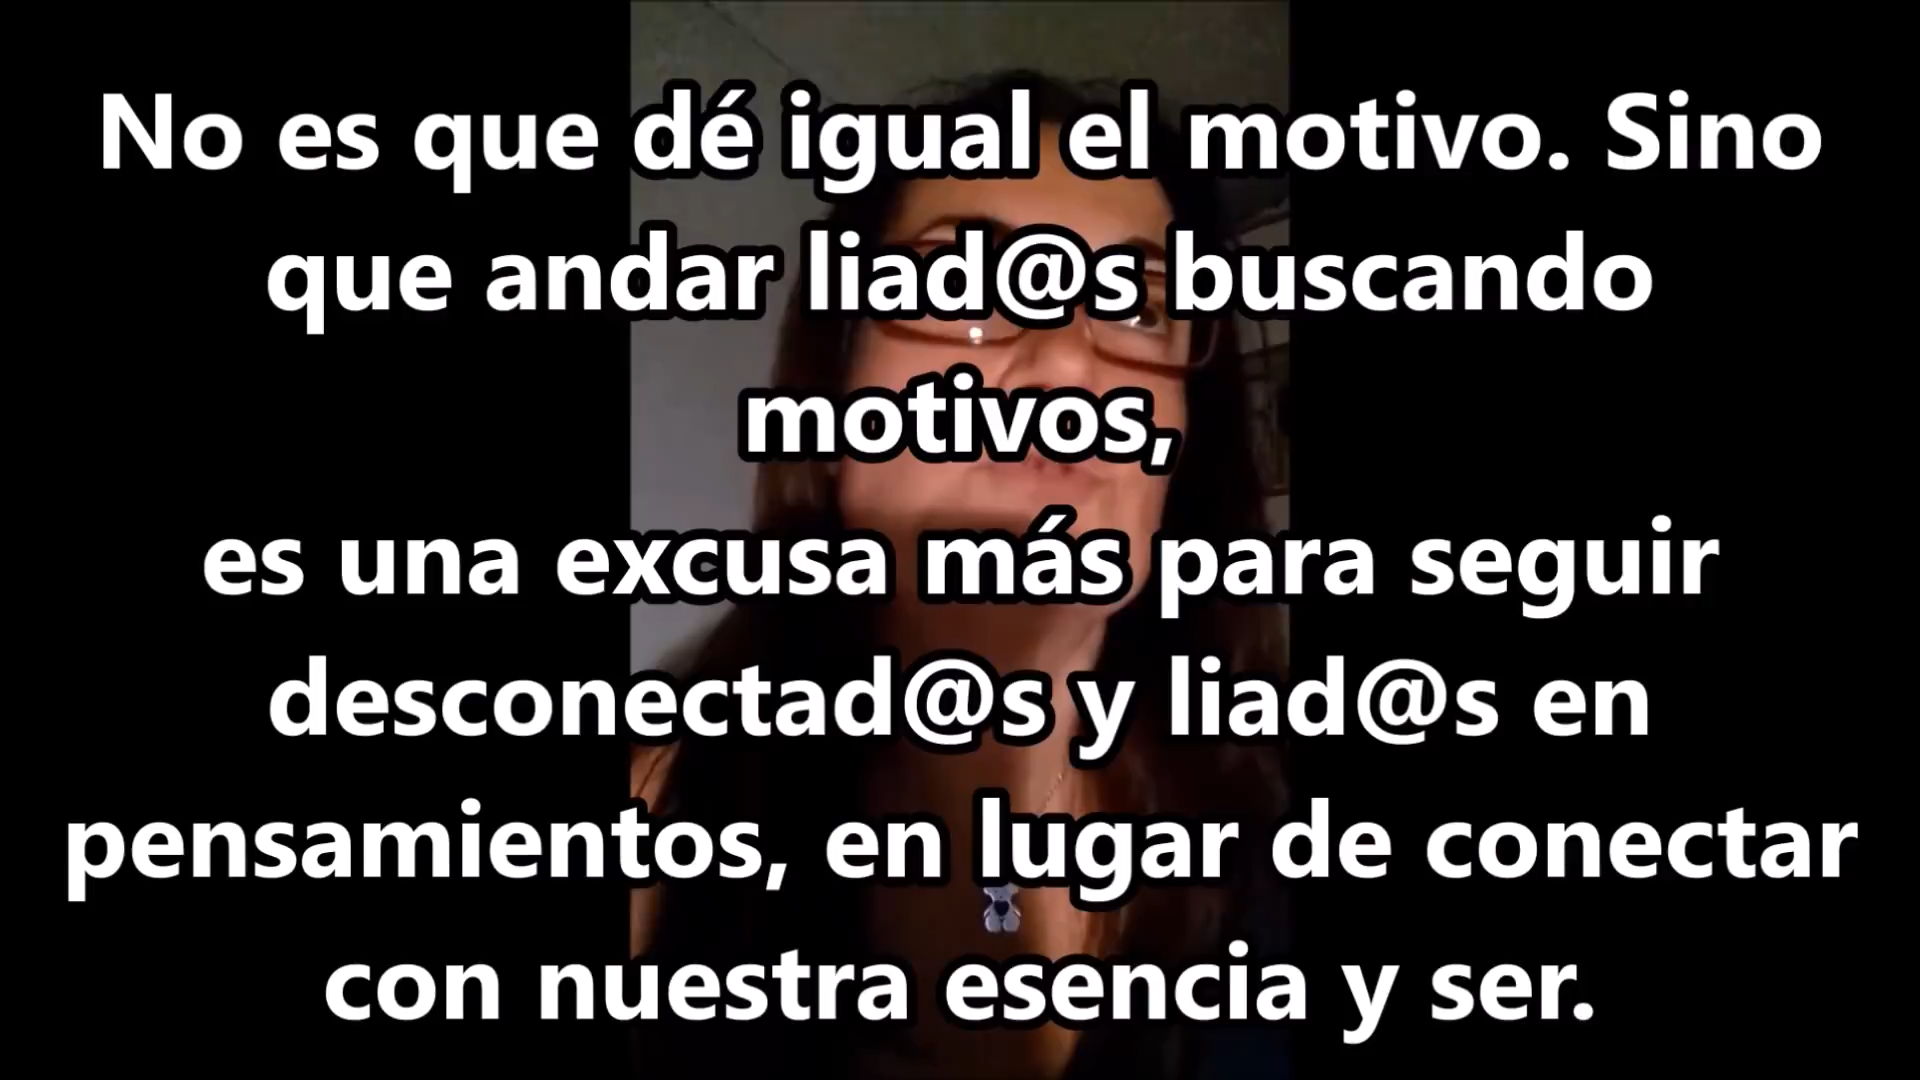 No es que dé igual el motivo. Sino
que andar liad@s buscando
motivos,
es una excusa más para seguir
desconectad@s y liad@s en
pensamientos, en lugar de conectar
con nuestra esencia y ser.